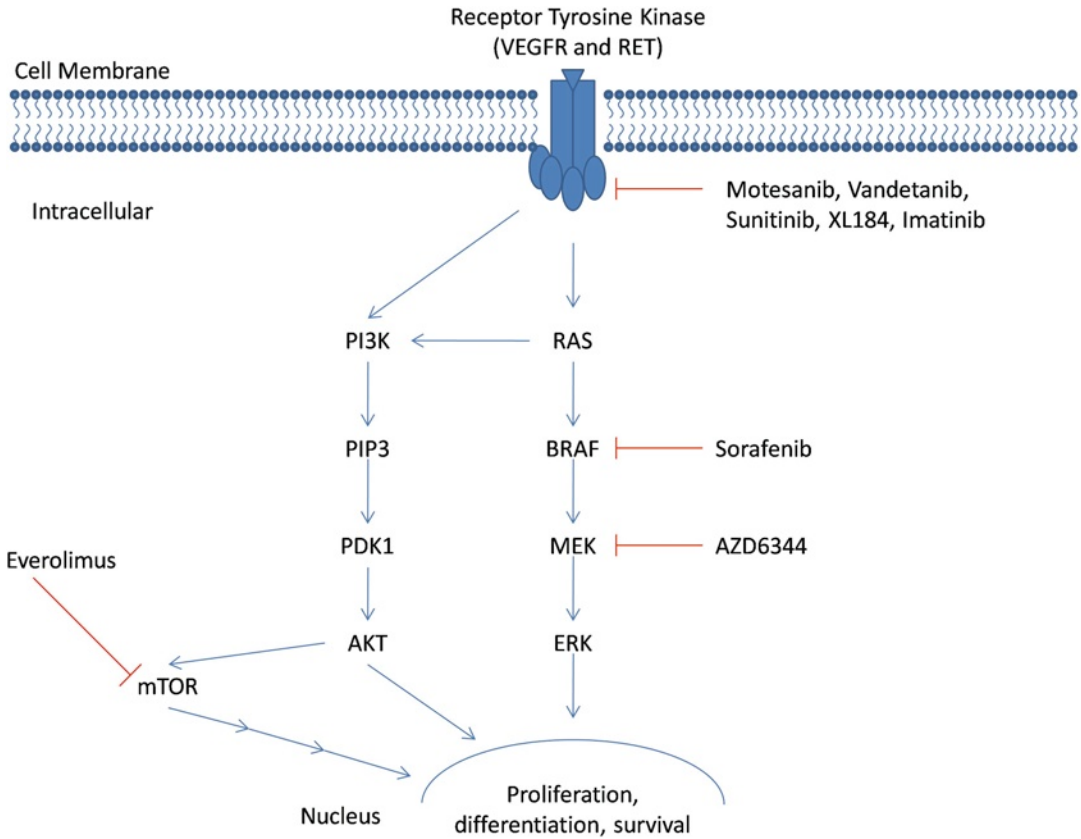 Receptor Tyrosine Kinase
(VEGFR and RET)
Cell Membrane
Intracellular
Motesanib, Vandetanib,
Sunitinib, XL184, Imatinib
PI3K
RAS
PIP3
BRAF
Sorafenib
PDK1
MEK
AZD6344
Everolimus
AKT
ERK
mTOR
Nucleus
Proliferation,
differentiation, survival